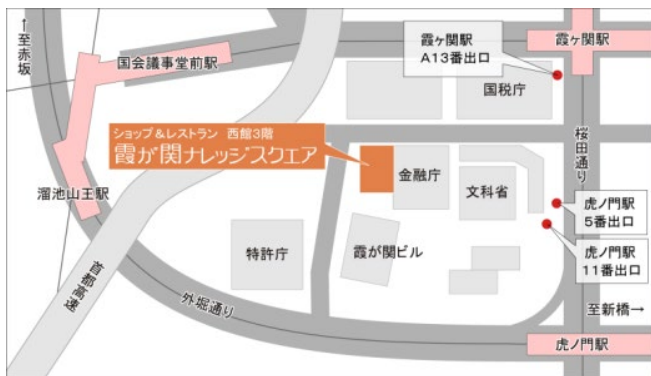 ←至赤坂
国会議事堂前駅
霞ヶ関駅
A13番出口
霞ヶ関駅
国税庁
ショップ&レストラン 西館3階
霞が関ナレッジスクエア
桜田通り
金融庁
文科省
溜池山王駅
虎ノ門駅
5番出口
虎ノ門駅
11番出口
特許庁
霞が関ビル
首都高速
外堀通り
至新橋→
虎ノ門駅